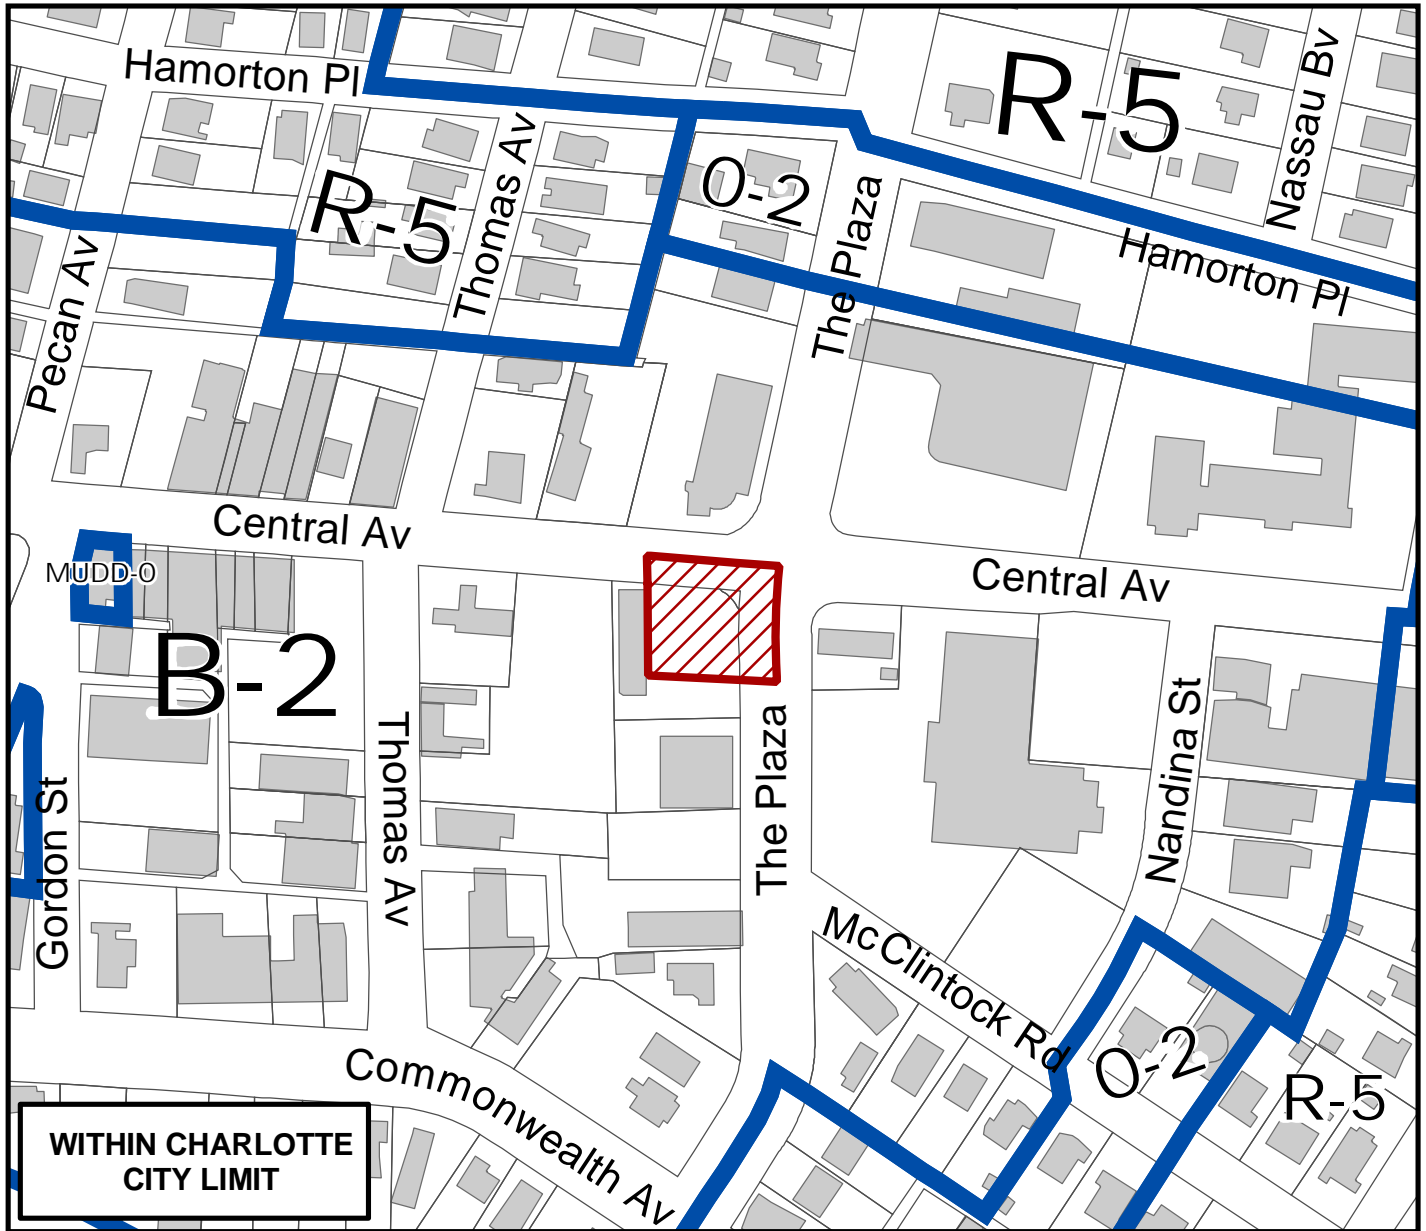 Hamorton Pl
R-5
Nassau Bv
Thomas Av
O-2
R-5
The Plaza
Hamorton Pl
Pecan Av
Central Av
MUDD-O
Central Av
B-2
Thomas Av
The Plaza
Nandina St
Gordon St
McClintock Rd
O-2
R-5
Commonwealth Av
WITHIN CHARLOTTE
CITY LIMIT